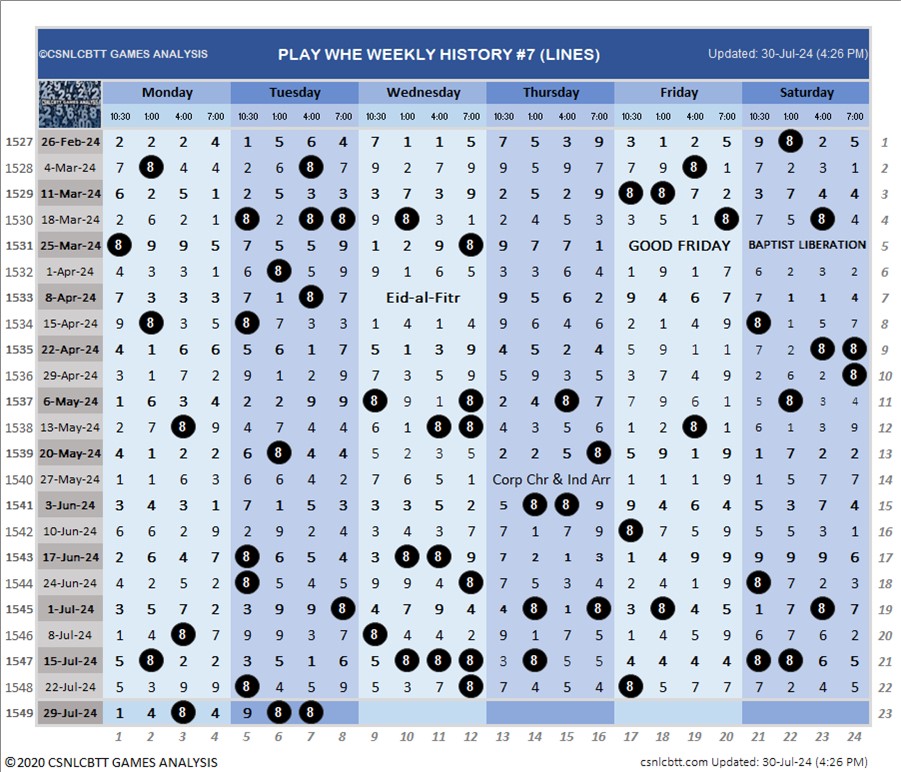 ©CSNLCBTT GAMES ANALYSIS PLAY WHE WEEKLY HISTORY #7 (LINES) Updated: 30-Jul-24 (4:26 PM)
Monday Tuesday Wednesday Thursday Friday Saturday
10:30 1:00 4:00 7:00 10:30 1:00 4:00 7:00 10:30 1:00 4:00 7:00 10:30 1:00 4:00 7:00 10:30 1:00 4:00 7:00 10:30 1:00 4:00 7:00
1527 26-Feb-24 2 2 2 4 1 5 6 4 7 1 1 5 7 5 3 9 3 1 2 5 9 8 2 5 1
1528 4-Mar-24 7 8 4 4 2 6 8 7 9 2 7 9 9 5 9 7 7 9 8 1 7 2 3 1 2
1529 11-Mar-24 6 2 5 1 2 5 3 3 3 7 3 9 2 5 2 9 8 8 7 2 3 7 4 4 3
1530 18-Mar-24 2 6 2 1 8 2 8 8 9 8 3 1 2 4 5 3 3 5 1 8 7 5 8 4 4
1531 25-Mar-24 8 9 9 5 7 5 5 9 1 2 9 8 9 7 7 1 GOOD FRIDAY BAPTIST LIBERATION 5
1532 1-Apr-24 4 3 3 1 6 8 5 9 9 1 6 5 3 3 6 4 1 9 1 7 6 2 3 2 6
1533 8-Apr-24 7 3 3 3 7 1 8 7 Eid-al-Fitr 9 5 6 2 9 4 6 7 7 1 1 4 7
1534 15-Apr-24 9 8 3 5 8 7 3 3 1 4 1 4 9 6 4 6 2 1 4 9 8 1 5 7 8
1535 22-Apr-24 4 1 6 6 5 6 1 7 5 1 3 9 4 5 2 4 5 9 1 1 7 2 8 8 9
1536 29-Apr-24 3 1 7 2 9 1 2 9 7 3 5 9 5 9 3 5 3 7 4 9 2 6 2 8 10
1537 6-May-24 1 6 3 4 2 2 9 9 8 9 1 8 2 4 8 7 7 9 6 1 5 8 3 4 11
1538 13-May-24 2 7 8 9 4 7 4 4 6 1 8 8 4 3 5 6 1 2 8 1 6 1 3 9 12
1539 20-May-24 4 1 2 2 6 8 4 4 5 2 3 5 2 2 5 8 5 9 1 9 1 7 2 2 13
1540 27-May-24 1 1 6 3 6 6 4 2 7 6 5 1 Corp Chr & Ind Arr 1 1 1 9 1 5 7 7 14
1541 3-Jun-24 3 4 3 1 7 1 5 3 3 3 5 2 5 8 8 9 9 4 6 4 5 3 7 4 15
1542 10-Jun-24 6 6 2 9 2 9 2 4 3 4 3 7 7 1 7 9 8 7 6 9 5 5 3 1 16
1543 17-Jun-24 2 6 4 7 8 6 5 4 3 8 8 9 7 2 1 3 1 4 9 9 9 9 9 6 17
1544 24-Jun-24 4 2 5 2 8 5 4 5 9 9 4 8 7 5 3 4 2 4 1 9 8 7 2 3 18
1545 1-Jul-24 3 5 7 2 3 9 9 8 4 7 9 4 4 8 1 8 3 8 4 5 1 7 8 7 19
1546 8-Jul-24 1 4 8 7 9 9 3 7 8 4 4 2 9 1 7 5 1 4 5 9 6 7 6 2 20
1547 15-Jul-24 5 8 2 2 3 5 1 6 5 8 8 8 3 8 5 5 4 4 4 4 8 8 6 5 21
1548 22-Jul-24 5 3 9 9 8 4 5 9 5 3 7 8 7 4 5 4 8 5 7 7 7 2 4 5 22
1549 29-Jul-24 1 4 8 4 9 8 8 23
1 2 3 4 5 6 7 8 9 10 11 12 13 14 15 16 17 18 19 20 21 22 23 24
©2020 CSNLCBTT GAMES ANALYSIS csnlcbtt.com Updated: 30-Jul-24 (4:26 PM)